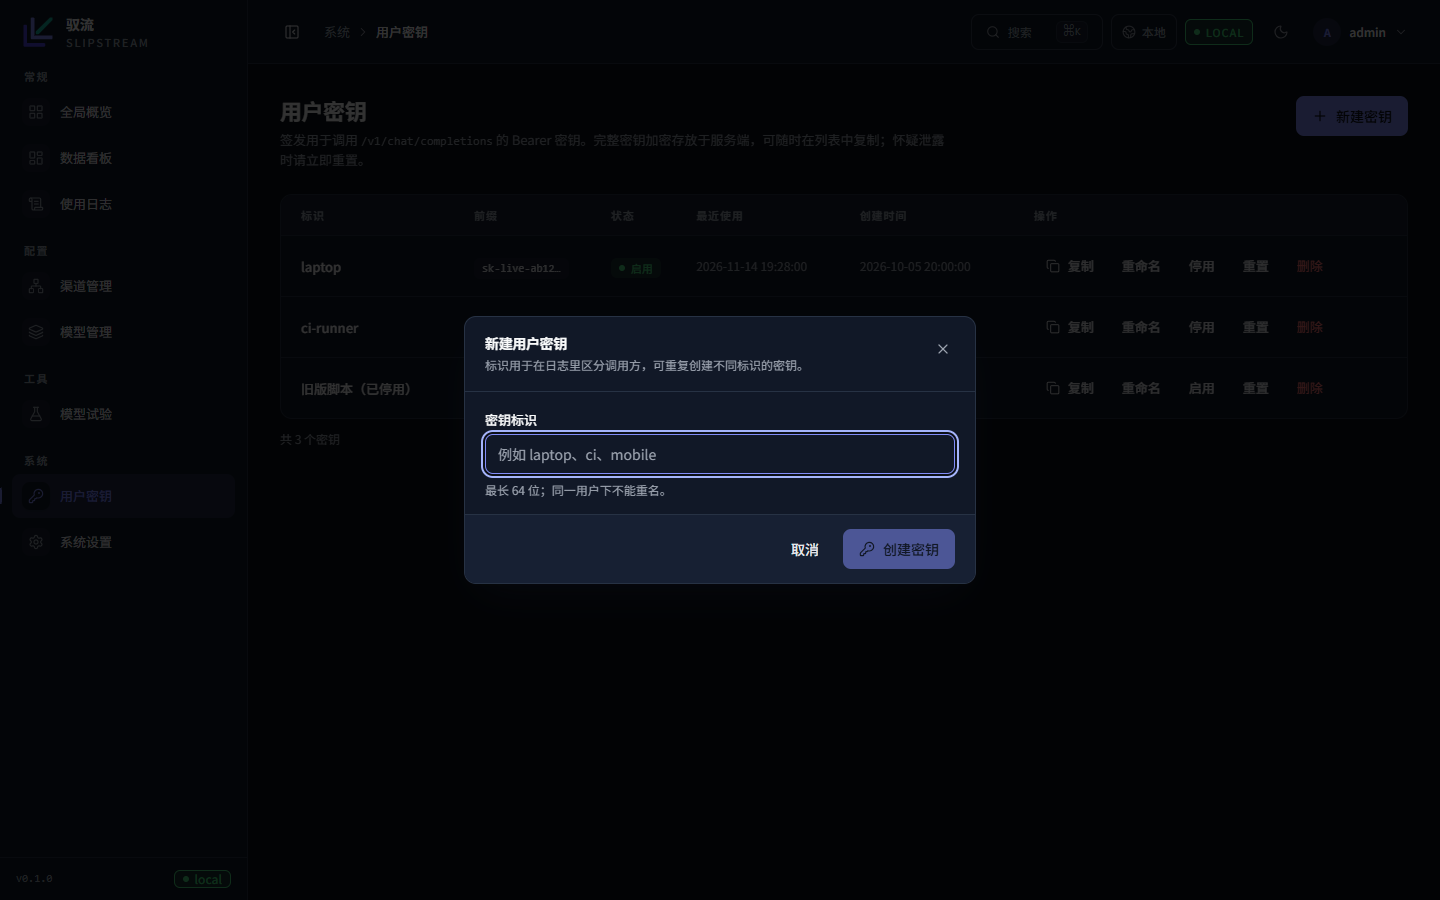 驭流
SLIPSTREAM
常规
全局概览
数据看板
使用日志
配置
渠道管理
模型管理
工具
模型试验
系统
用户密钥
系统设置
v0.1.0
local
系统 > 用户密钥
搜索 ⌘K
本地
LOCAL
A admin
用户密钥
签发用于调用 /v1/chat/completions 的 Bearer 密钥。完整密钥加密存放于服务端，可随时在列表中复制；怀疑泄露
时请立即重置。
新建密钥
标识 前缀 状态 最近使用 创建时间 操作
laptop sk-live-ab12… 启用 2026-11-14 19:28:00 2026-10-05 20:00:00 复制 重命名 停用 重置 删除
ci-runner 复制 重命名 停用 重置 删除
旧版脚本（已停用） 复制 重命名 启用 重置 删除
共 3 个密钥
新建用户密钥
标识用于在日志里区分调用方，可重复创建不同标识的密钥。
密钥标识
例如 laptop、ci、mobile
最长 64 位；同一用户下不能重名。
取消
创建密钥